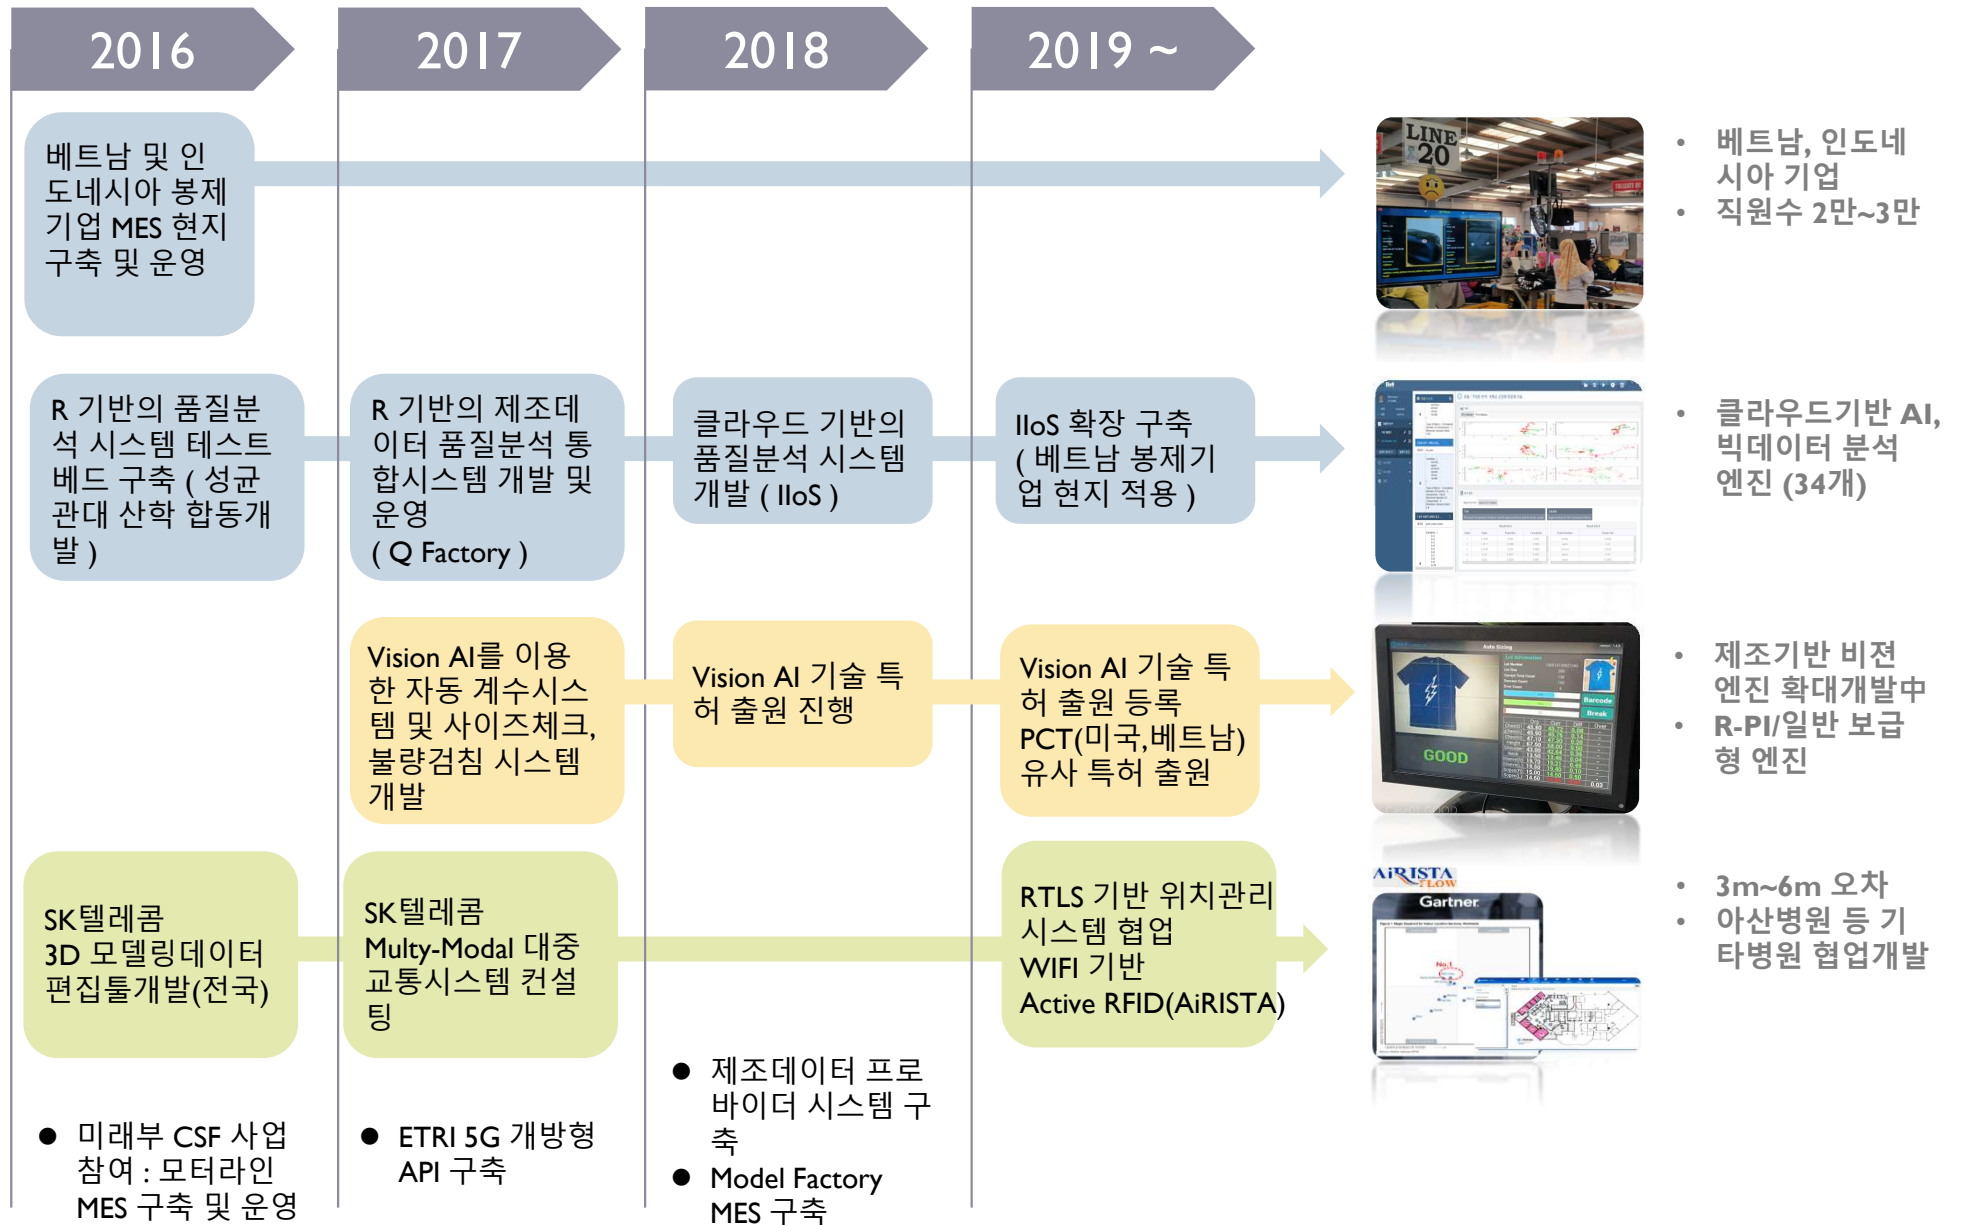 2016
2017
2018
2019 ~
베트남 및 인
도네시아 봉제
기업 MES 현지
구축 및 운영
LINE
20
• 베트남, 인도네
시아 기업
• 직원수 2만~3만
R 기반의 품질분
석 시스템 테스트
베드 구축 ( 성균
관대 산학 합동개
발 )
R 기반의 제조데
이터 품질분석 통
합시스템 개발 및
운영
( Q Factory )
클라우드 기반의
품질분석 시스템
개발 ( IIoS )
IIoS 확장 구축
( 베트남 봉제기
업 현지 적용 )
• 클라우드기반 AI,
빅데이터 분석
엔진 (34개)
Vision AI를 이용
한 자동 계수시스
템 및 사이즈체크,
불량검침 시스템
개발
Vision AI 기술 특
허 출원 진행
Vision AI 기술 특
허 출원 등록
PCT(미국,베트남)
유사 특허 출원
Auto Sizing
Barcode
Break
GOOD
• 제조기반 비젼
엔진 확대개발中
• R-PI/일반 보급
형 엔진
SK텔레콤
3D 모델링데이터
편집툴개발(전국)
SK텔레콤
Multy-Modal 대중
교통시스템 컨설
팅
RTLS 기반 위치관리
시스템 협업
WIFI 기반
Active RFID(AiRISTA)
AiRISTA
FLOW
Gartner
No.1
• 3m~6m 오차
• 아산병원 등 기
타병원 협업개발
● 미래부 CSF 사업
참여 : 모터라인
MES 구축 및 운영
● ETRI 5G 개방형
API 구축
● 제조데이터 프로
바이더 시스템 구
축
● Model Factory
MES 구축